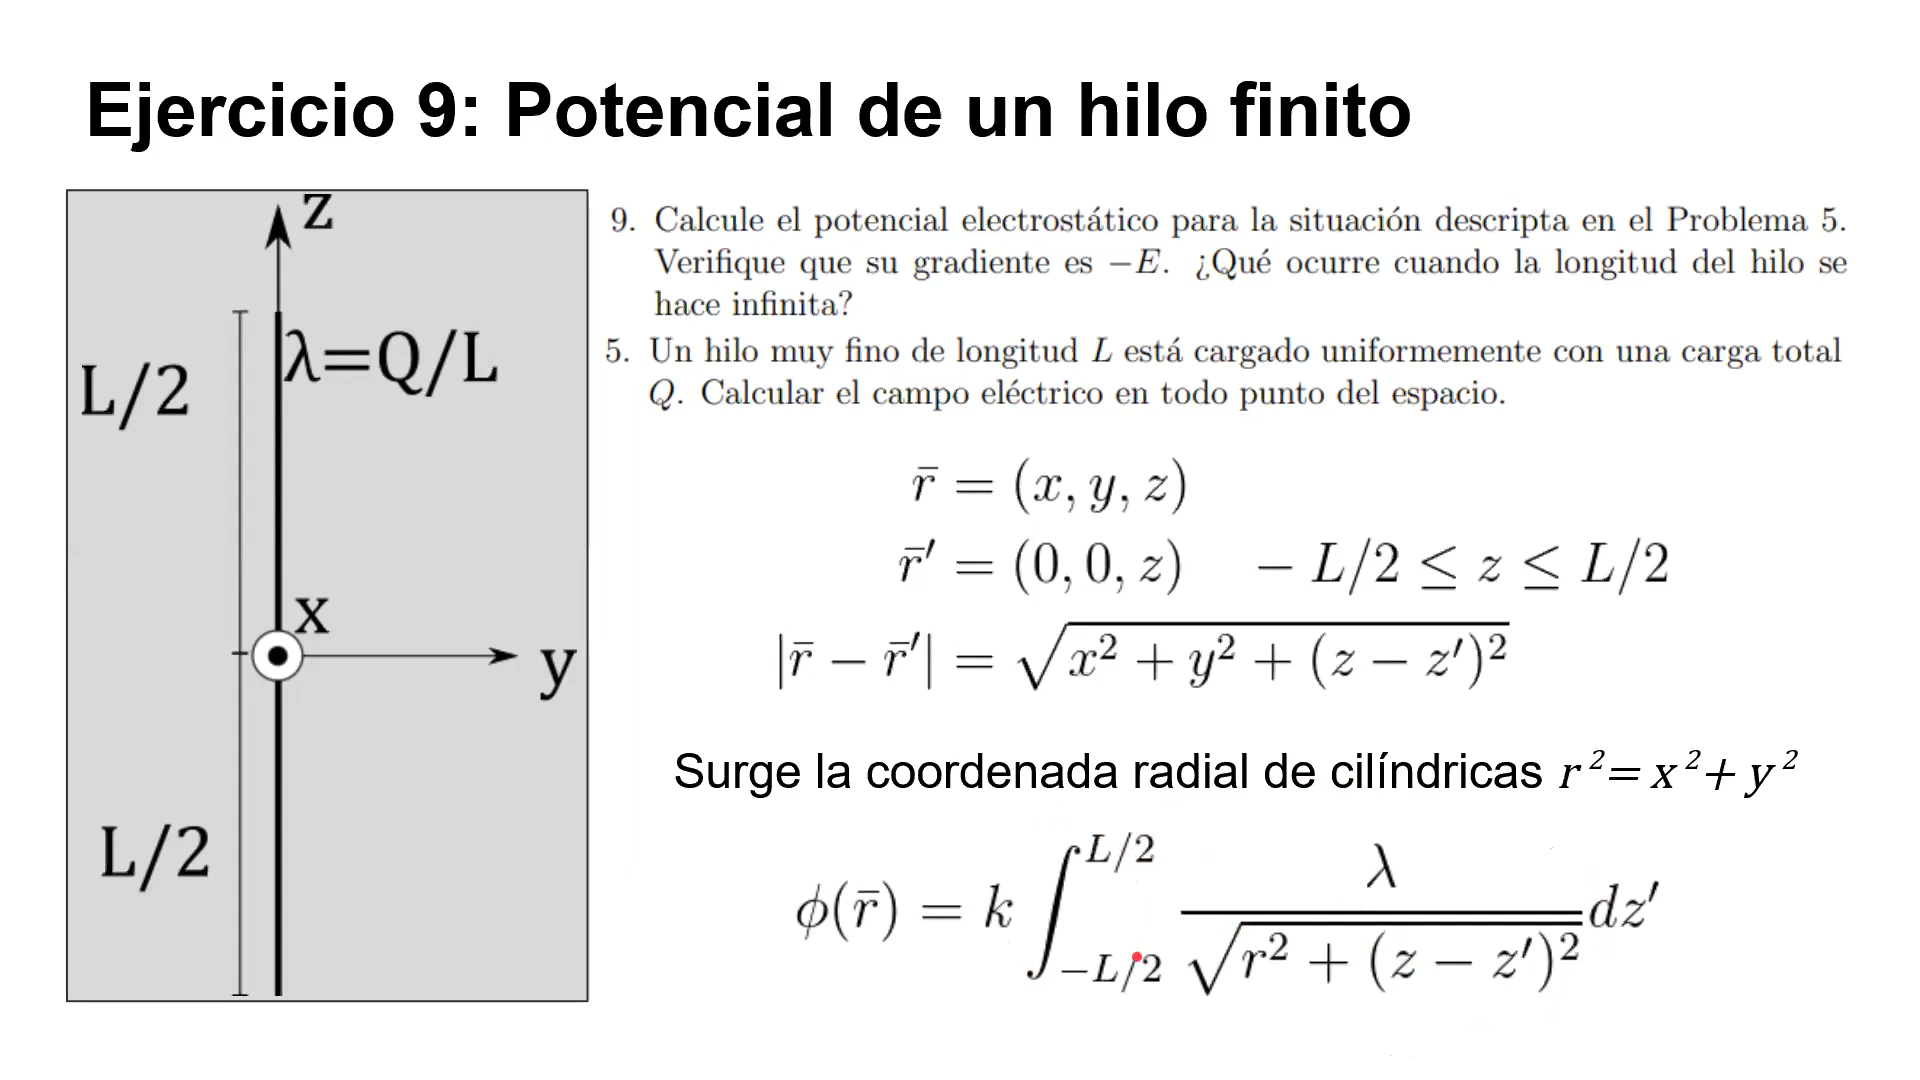 Ejercicio 9: Potencial de un hilo finito
z
λ=Q/L
L/2
x
y
L/2
9. Calcule el potencial electrostático para la situación descripta en el Problema 5.
Verifique que su gradiente es −E. ¿Qué ocurre cuando la longitud del hilo se
hace infinita?
5. Un hilo muy fino de longitud L está cargado uniformemente con una carga total
Q. Calcular el campo eléctrico en todo punto del espacio.
r̄ = (x, y, z)
r̄′ = (0, 0, z) − L/2 ≤ z ≤ L/2
|r̄ − r̄′| = √(x² + y² + (z − z′)²)
Surge la coordenada radial de cilíndricas r²= x²+ y²
ϕ(r̄) = k ∫_{−L/2}^{L/2} λ / √(r² + (z − z′)²) dz′